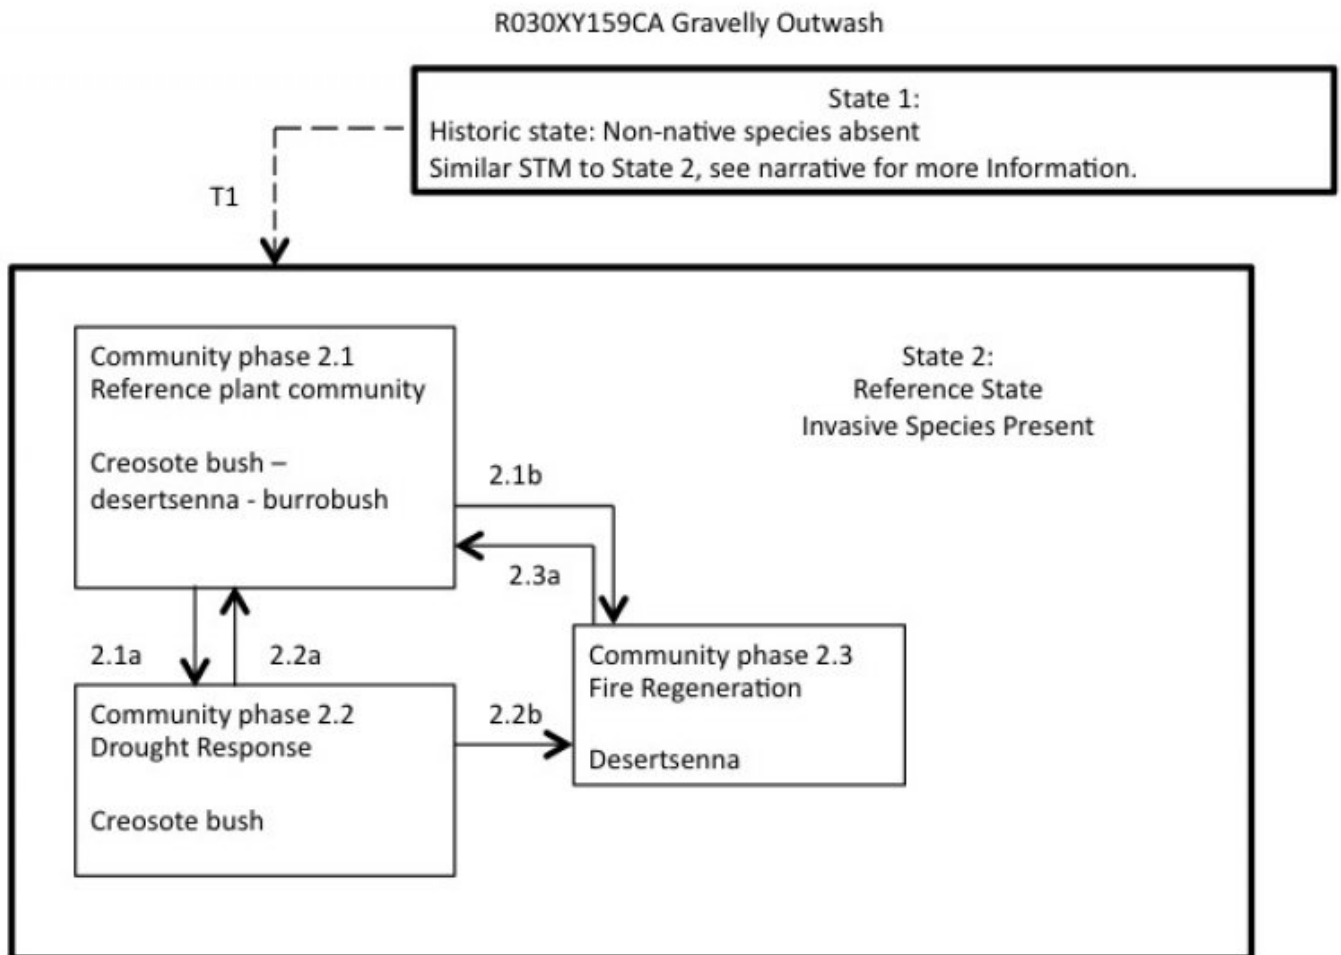 R030XY159CA Gravelly Outwash
State 1:
Historic state: Non-native species absent
Similar STM to State 2, see narrative for more Information.
T1
Community phase 2.1
Reference plant community
Creosote bush –
desertsenna - burrobush
State 2:
Reference State
Invasive Species Present
2.1b
2.3a
2.1a
2.2a
Community phase 2.3
Fire Regeneration
Desertsenna
Community phase 2.2
Drought Response
Creosote bush
2.2b